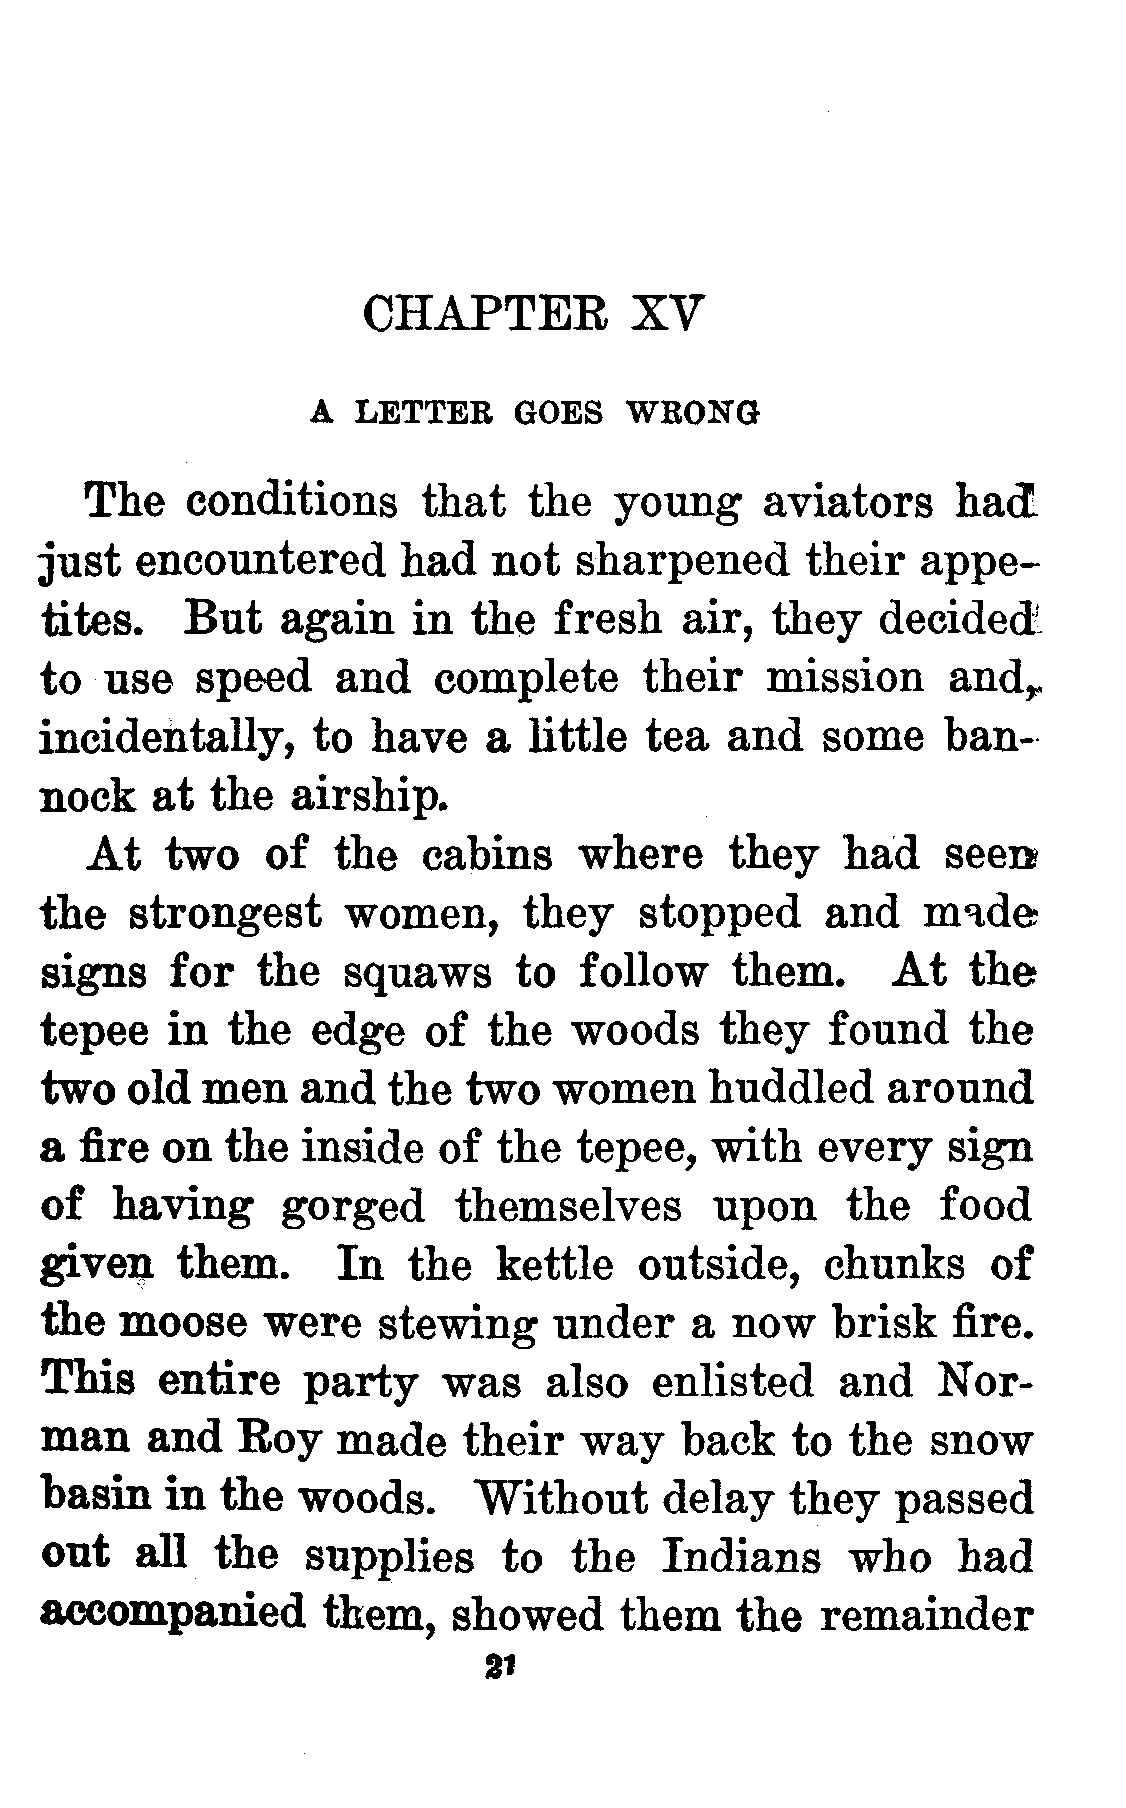 CHAPTER XV
A LETTER GOES WRONG
The conditions that the young aviators had
just encountered had not sharpened their appe-
tites. But again in the fresh air, they decided
to use speed and complete their mission and,
incidentally, to have a little tea and some ban-
nock at the airship.
At two of the cabins where they had seen
the strongest women, they stopped and made
signs for the squaws to follow them. At the
tepee in the edge of the woods they found the
two old men and the two women huddled around
a fire on the inside of the tepee, with every sign
of having gorged themselves upon the food
given them. In the kettle outside, chunks of
the moose were stewing under a now brisk fire.
This entire party was also enlisted and Nor-
man and Roy made their way back to the snow
basin in the woods. Without delay they passed
out all the supplies to the Indians who had
accompanied them, showed them the remainder
21